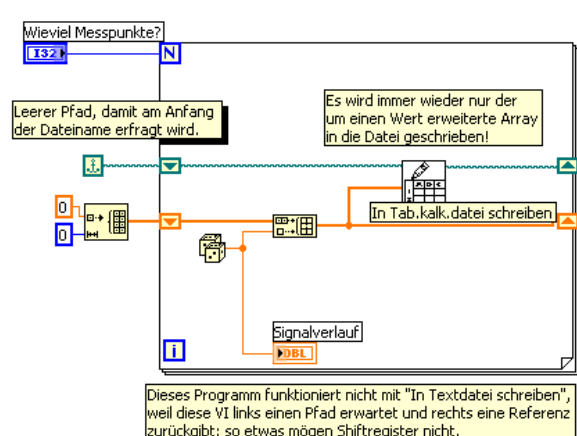 Wieviel Messpunkte?
I32
N
Leerer Pfad, damit am Anfang
der Dateiname erfragt wird.
Es wird immer wieder nur der
um einen Wert erweiterte Array
in die Datei geschrieben!
0
0
In Tab.kalk.datei schreiben
Signalverlauf
DBL
i
Dieses Programm funktioniert nicht mit "In Textdatei schreiben",
weil diese VI links einen Pfad erwartet und rechts eine Referenz
zurückgibt; so etwas mögen Shiftregister nicht.